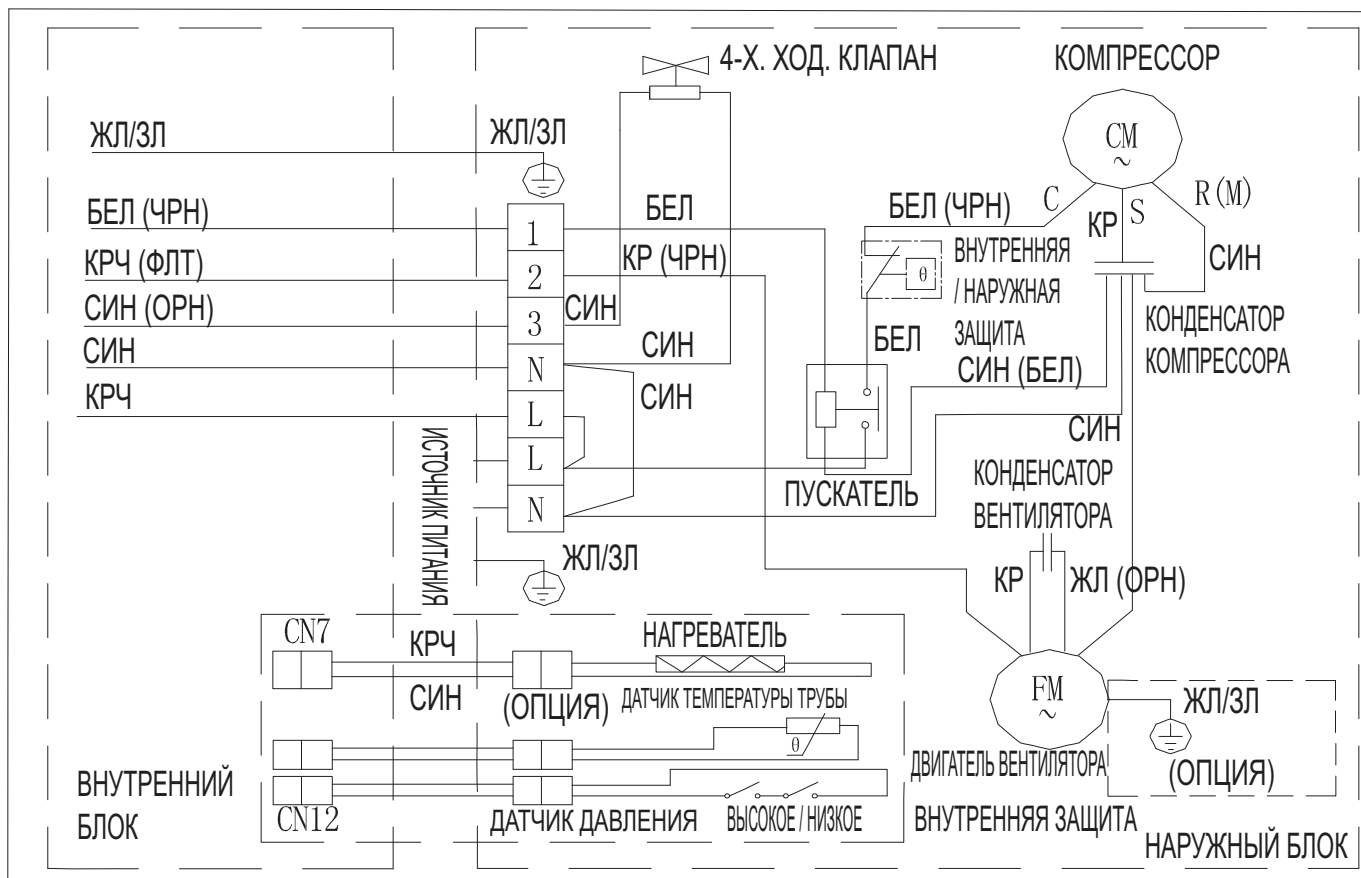 4-Х. ХОД. КЛАПАН
КОМПРЕССОР
CM
~
ЖЛ/ЗЛ
ЖЛ/ЗЛ
БЕЛ (ЧРН)
КРЧ (ФЛТ)
СИН (ОРН)
СИН
КРЧ
1
2
3
N
L
L
N
БЕЛ
КР (ЧРН)
СИН
СИН
СИН
БЕЛ (ЧРН)
C
S
R(M)
КР
СИН
θ
ВНУТРЕННЯЯ
/ НАРУЖНАЯ
ЗАЩИТА
БЕЛ
КОНДЕНСАТОР
КОМПРЕССОРА
СИН (БЕЛ)
СИН
ПУСКАТЕЛЬ
КОНДЕНСАТОР
ВЕНТИЛЯТОРА
ИСТОЧНИК ПИТАНИЯ
ЖЛ/ЗЛ
КР
ЖЛ (ОРН)
CN7
КРЧ
СИН
(ОПЦИЯ)
НАГРЕВАТЕЛЬ
ДАТЧИК ТЕМПЕРАТУРЫ ТРУБЫ
θ
FM
~
ЖЛ/ЗЛ
(ОПЦИЯ)
ДВИГАТЕЛЬ ВЕНТИЛЯТОРА
ВНУТРЕННЯЯ ЗАЩИТА
ВНУТРЕННИЙ
БЛОК
CN12
ДАТЧИК ДАВЛЕНИЯ
ВЫСОКОЕ / НИЗКОЕ
НАРУЖНЫЙ БЛОК